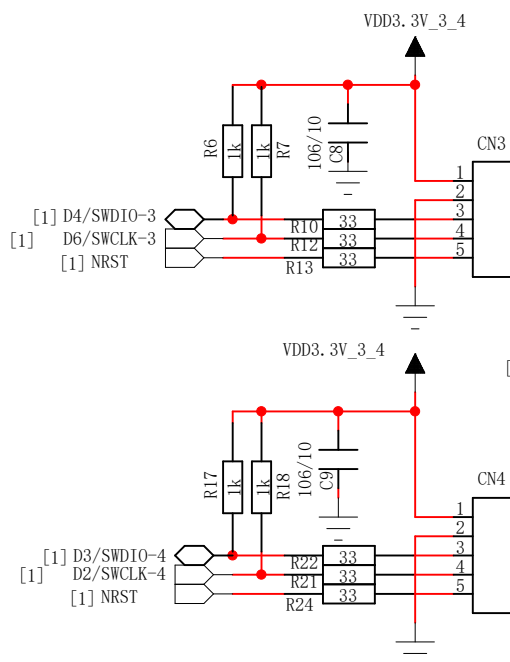 VDD3.3V_3_4
R6
1k
1k
R7
106/10
C8
CN3
1
2
[1] D4/SWDIO-3
33
3
R10
[1] D6/SWCLK-3
33
4
R12
[1] NRST
33
5
R13
VDD3.3V_3_4
[
R17
1k
1k
R18
106/10
C9
CN4
1
2
[1] D3/SWDIO-4
33
3
R22
[1] D2/SWCLK-4
33
4
R21
[1] NRST
33
5
R24